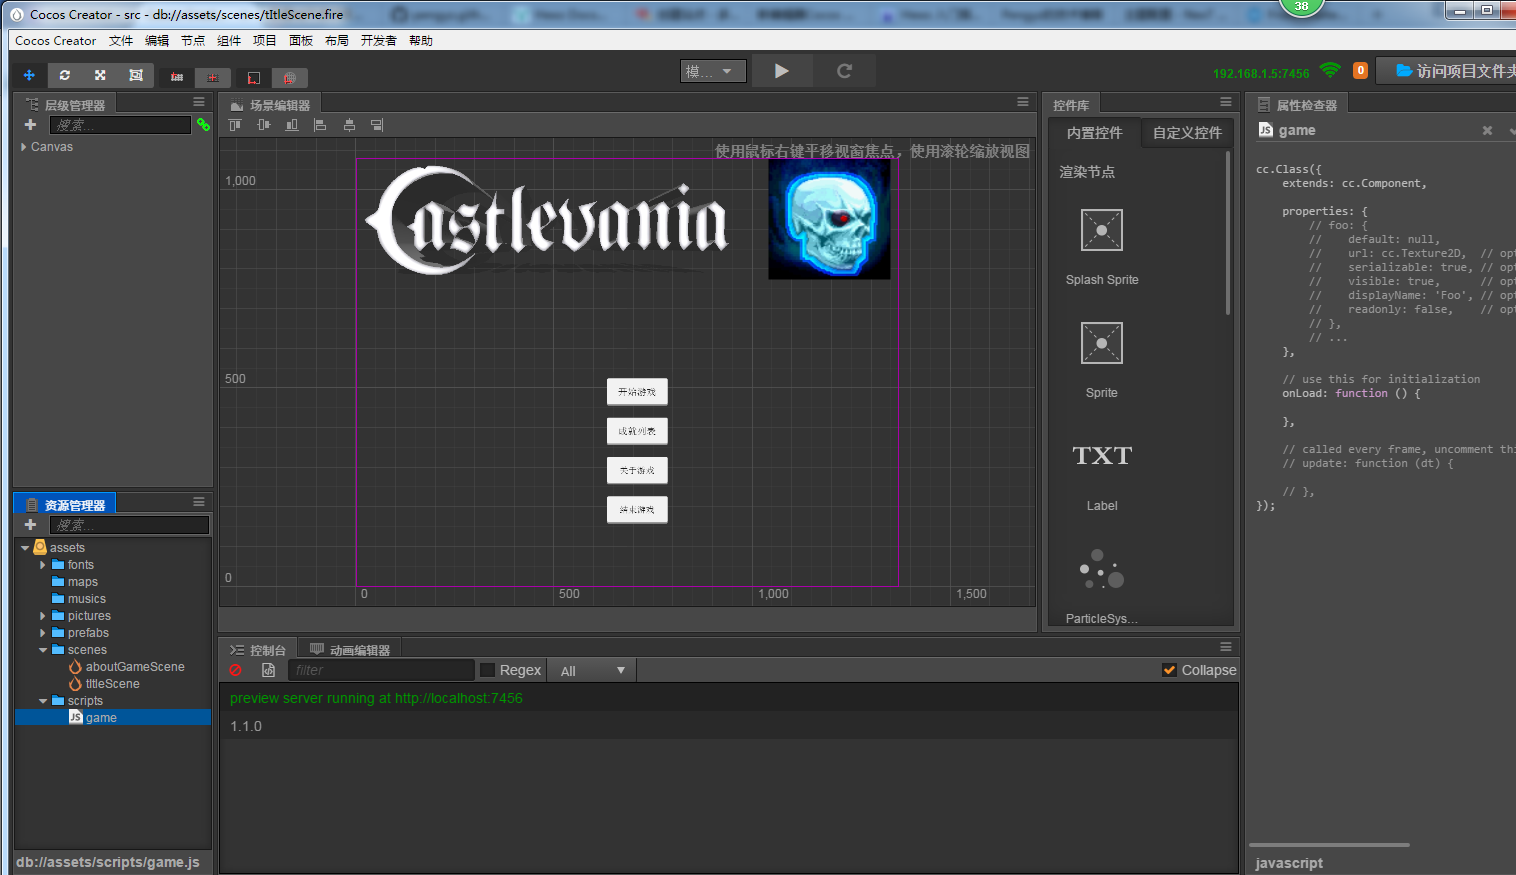 Cocos Creator - src - db://assets/scenes/tItleScene.fire
38
Cocos Creator 文件 编辑 节点 组件 项目 面板 布局 开发者 帮助
模...
192.168.1.5:7456
0
访问项目文件夹
层级管理器
搜索...
Canvas
场景编辑器
使用鼠标右键平移视窗焦点，使用滚轮缩放视图
1,000
500
0
0 500 1,000 1,500
Castlevania
开始游戏
成就列表
关于游戏
结束游戏
控件库
内置控件 自定义控件
渲染节点
Splash Sprite
Sprite
TXT
Label
ParticleSys...
属性检查器
JS game
cc.Class({
extends: cc.Component,
properties: {
// foo: {
// default: null,
// url: cc.Texture2D, // opt
// serializable: true, // opt
// visible: true, // opt
// displayName: 'Foo', // opt
// readonly: false, // opt
// },
// ...
},
// use this for initialization
onLoad: function () {
},
// called every frame, uncomment thi
// update: function (dt) {
// },
});
javascript
资源管理器
搜索...
assets
fonts
maps
musics
pictures
prefabs
scenes
aboutGameScene
tItleScene
scripts
JS game
db://assets/scripts/game.js
控制台 动画编辑器
filter Regex All Collapse
preview server running at http://localhost:7456
1.1.0